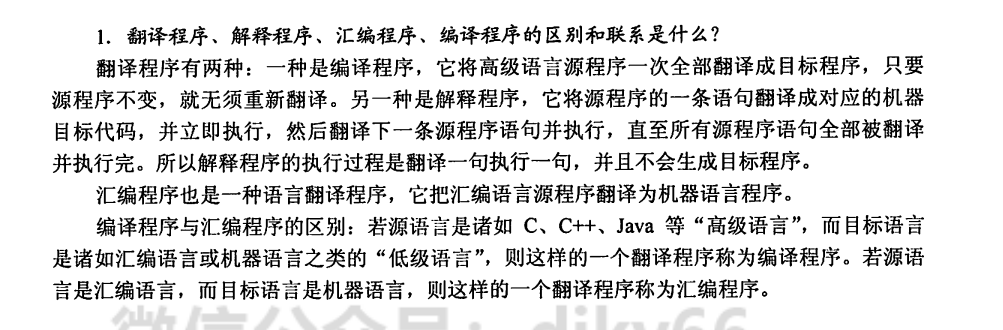 1. 翻译程序、解释程序、汇编程序、编译程序的区别和联系是什么？
翻译程序有两种：一种是编译程序，它将高级语言源程序一次全部翻译成目标程序，只要
源程序不变，就无须重新翻译。另一种是解释程序，它将源程序的一条语句翻译成对应的机器
目标代码，并立即执行，然后翻译下一条源程序语句并执行，直至所有源程序语句全部被翻译
并执行完。所以解释程序的执行过程是翻译一句执行一句，并且不会生成目标程序。
汇编程序也是一种语言翻译程序，它把汇编语言源程序翻译为机器语言程序。
编译程序与汇编程序的区别：若源语言是诸如 C、C++、Java 等“高级语言”，而目标语言
是诸如汇编语言或机器语言之类的“低级语言”，则这样的一个翻译程序称为编译程序。若源语
言是汇编语言，而目标语言是机器语言，则这样的一个翻译程序称为汇编程序。
微信公众号：djky66